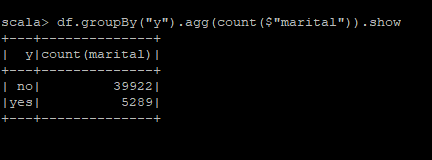 scala> df.groupBy("y").agg(count($"marital")).show
+---+--------------+
|  y|count(marital)|
+---+--------------+
| no|         39922|
|yes|          5289|
+---+--------------+